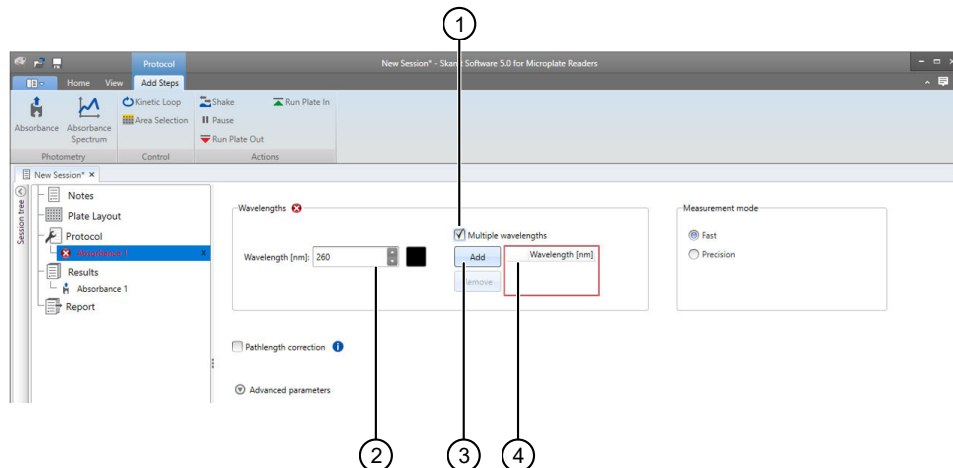 1
Protocol
New Session* - SkanIt Software 5.0 for Microplate Readers
Home View Add Steps
Absorbance
Absorbance Spectrum
Kinetic Loop
Area Selection
Shake
Pause
Run Plate Out
Run Plate In
Photometry
Control
Actions
New Session* ×
Session tree
Notes
Plate Layout
Protocol
Absorbance 1 x
Results
Absorbance 1
Report
Wavelengths
Wavelength [nm]: 260
Multiple wavelengths
Add
Remove
Wavelength [nm]
Measurement mode
Fast
Precision
Pathlength correction
Advanced parameters
2 3 4